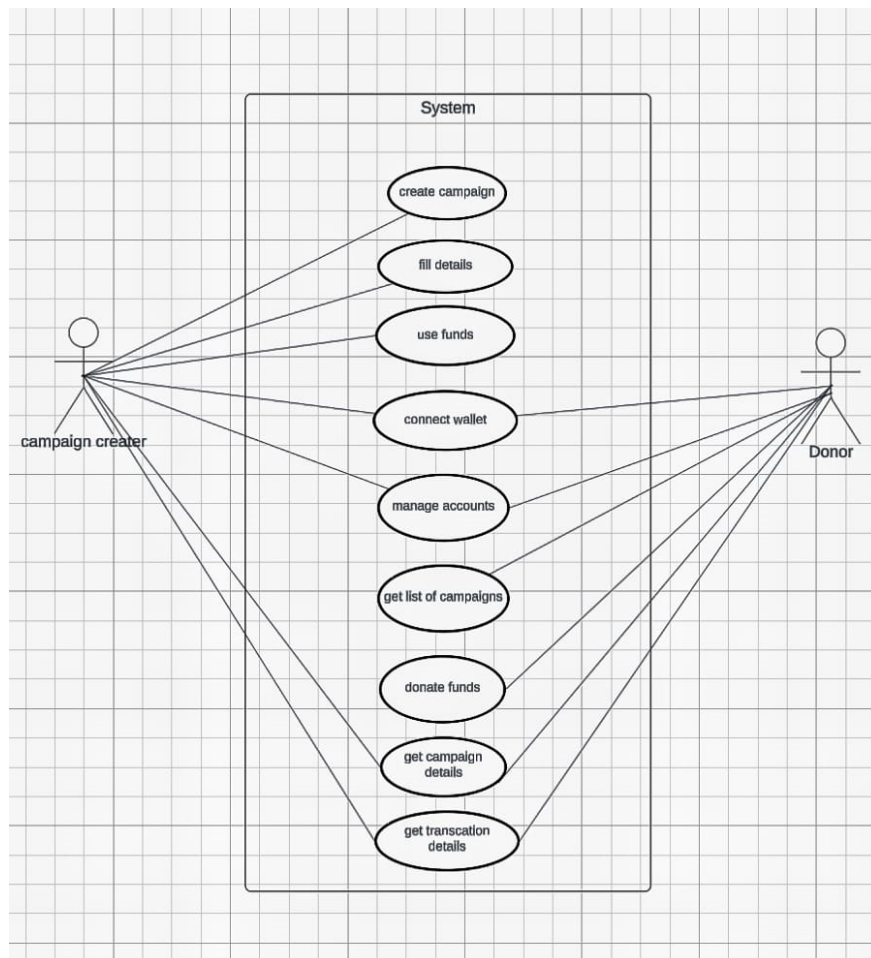 System
create campaign
fill details
use funds
connect wallet
campaign creater
Donor
manage accounts
get list of campaigns
donate funds
get campaign
details
get transcation
details